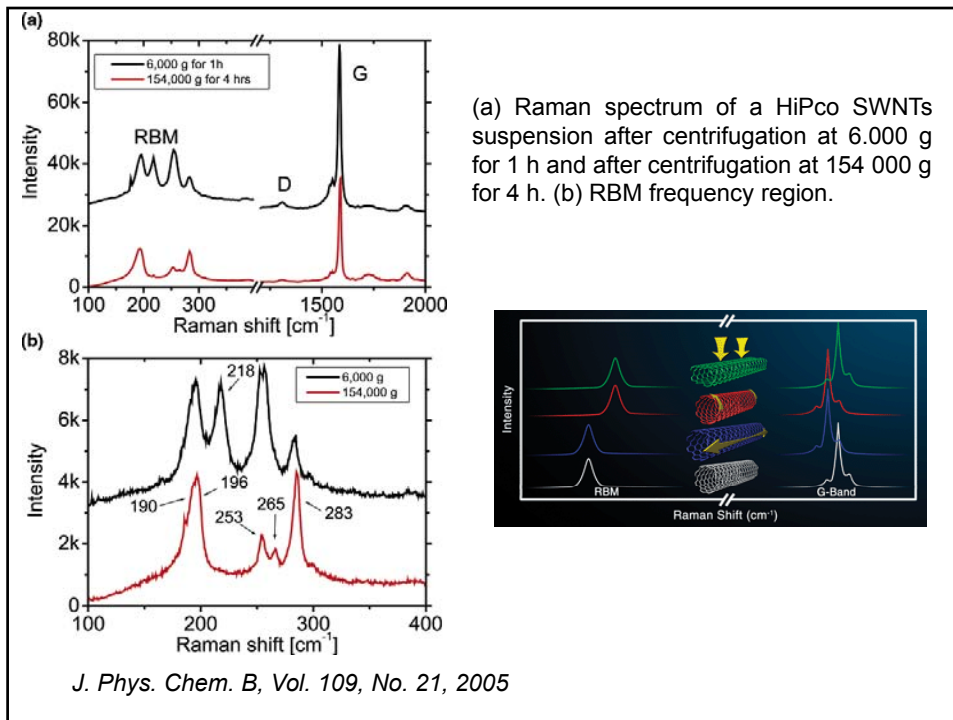 (a)
80k
60k
40k
20k
0
Intensity
6,000 g for 1h
154,000 g for 4 hrs
RBM
D
G
100 200 300 1500 2000
Raman shift [cm⁻¹]
(b)
8k
6k
4k
2k
0
Intensity
6,000 g
154,000 g
218
190
196
253
265
283
100 200 300 400
Raman shift [cm⁻¹]
(a) Raman spectrum of a HiPco SWNTs
suspension after centrifugation at 6.000 g
for 1 h and after centrifugation at 154 000 g
for 4 h. (b) RBM frequency region.
Intensity
RBM
G-Band
Raman Shift (cm⁻¹)
J. Phys. Chem. B, Vol. 109, No. 21, 2005